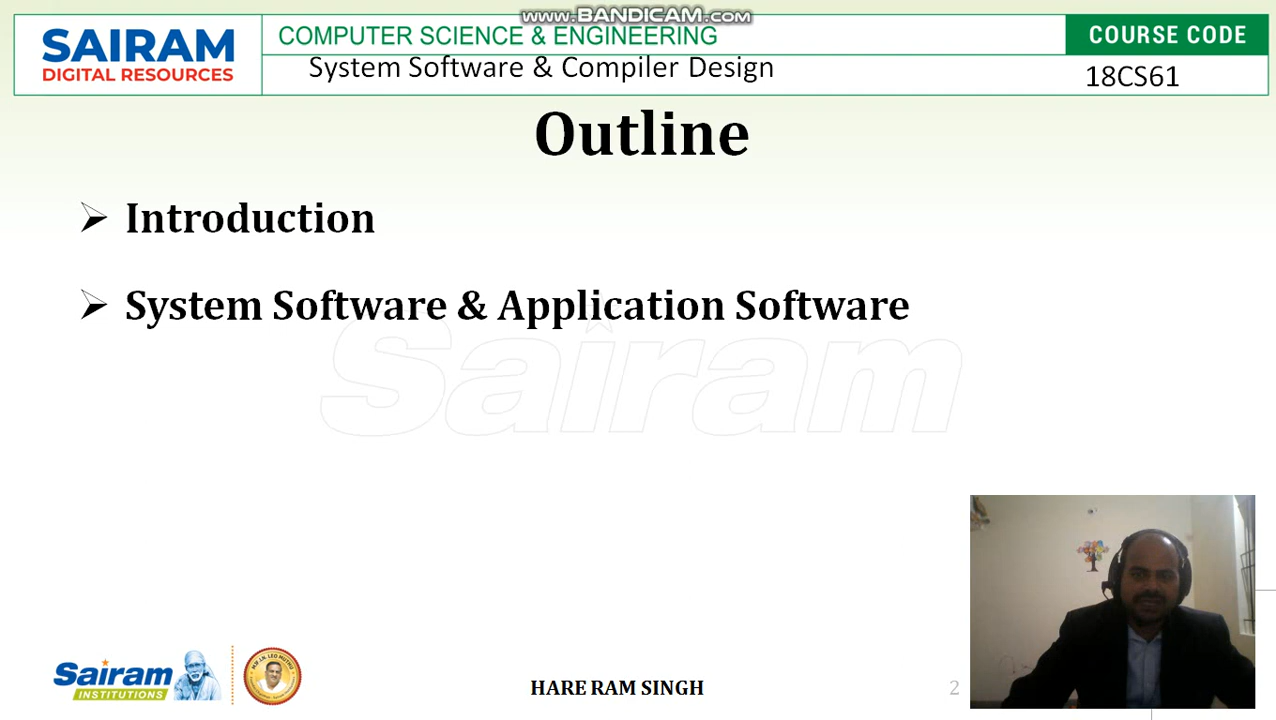 www.BANDICAM.com
SAIRAM
DIGITAL RESOURCES
COMPUTER SCIENCE & ENGINEERING
System Software & Compiler Design
COURSE CODE
18CS61
Outline
➢ Introduction
➢ System Software & Application Software
Sairam
Sairam
INSTITUTIONS
HARE RAM SINGH
2